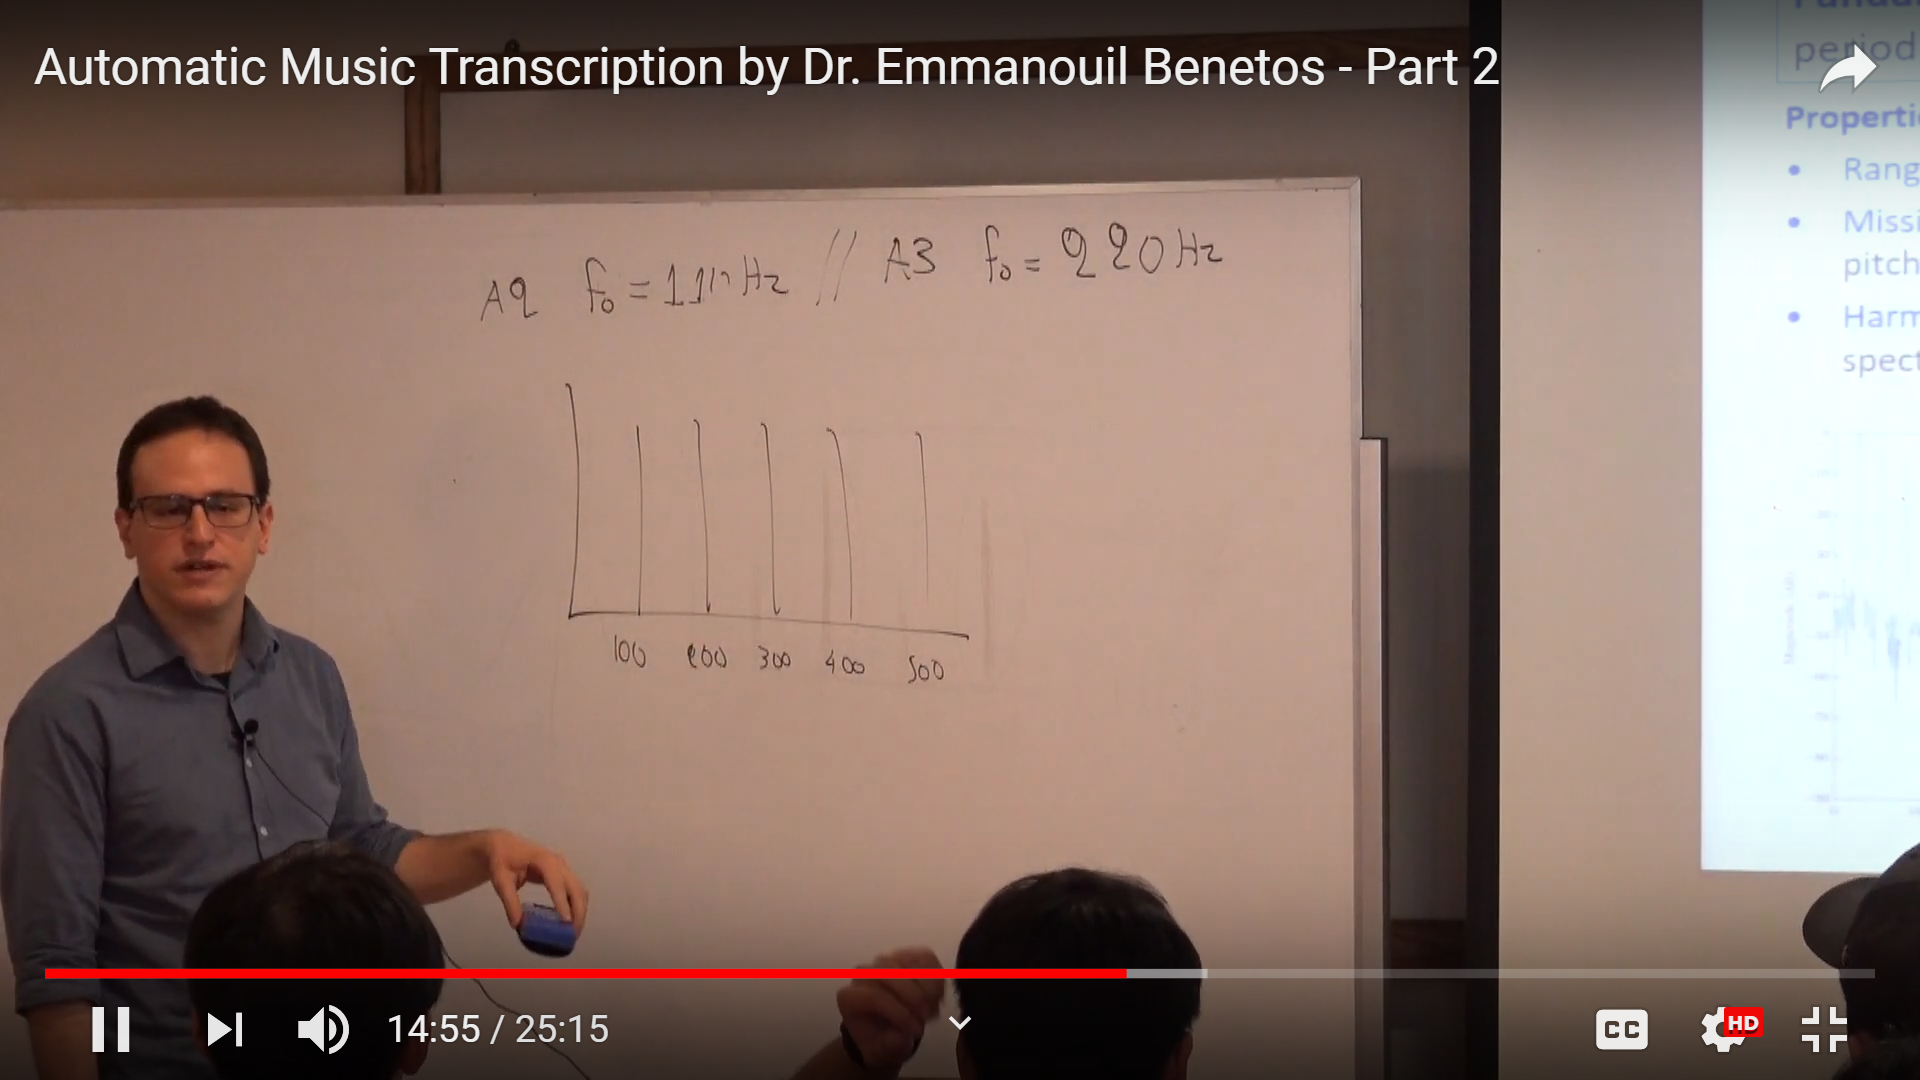 Automatic Music Transcription by Dr. Emmanouil Benetos - Part 2
A2 f₀ = 110 Hz // A3 f₀ = 220 Hz
100 200 300 400 500
period
Properti
• Rang
• Missi
pitch
• Harm
spect
14:55 / 25:15
CC
HD